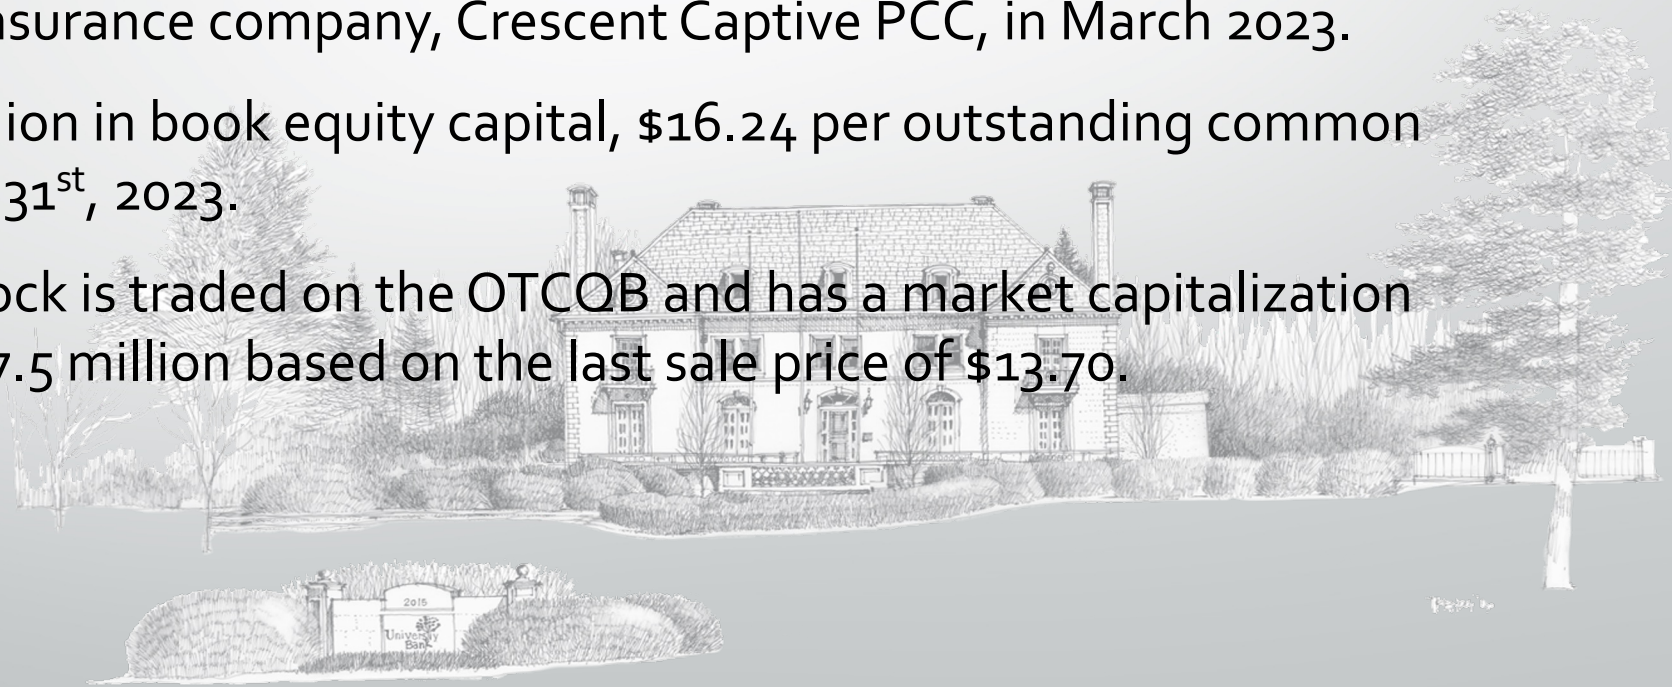 nsurance company, Crescent Captive PCC, in March 2023.
ion in book equity capital, $16.24 per outstanding common
31st, 2023.
ock is traded on the OTCQB and has a market capitalization
7.5 million based on the last sale price of $13.70.
2015
University
Bank